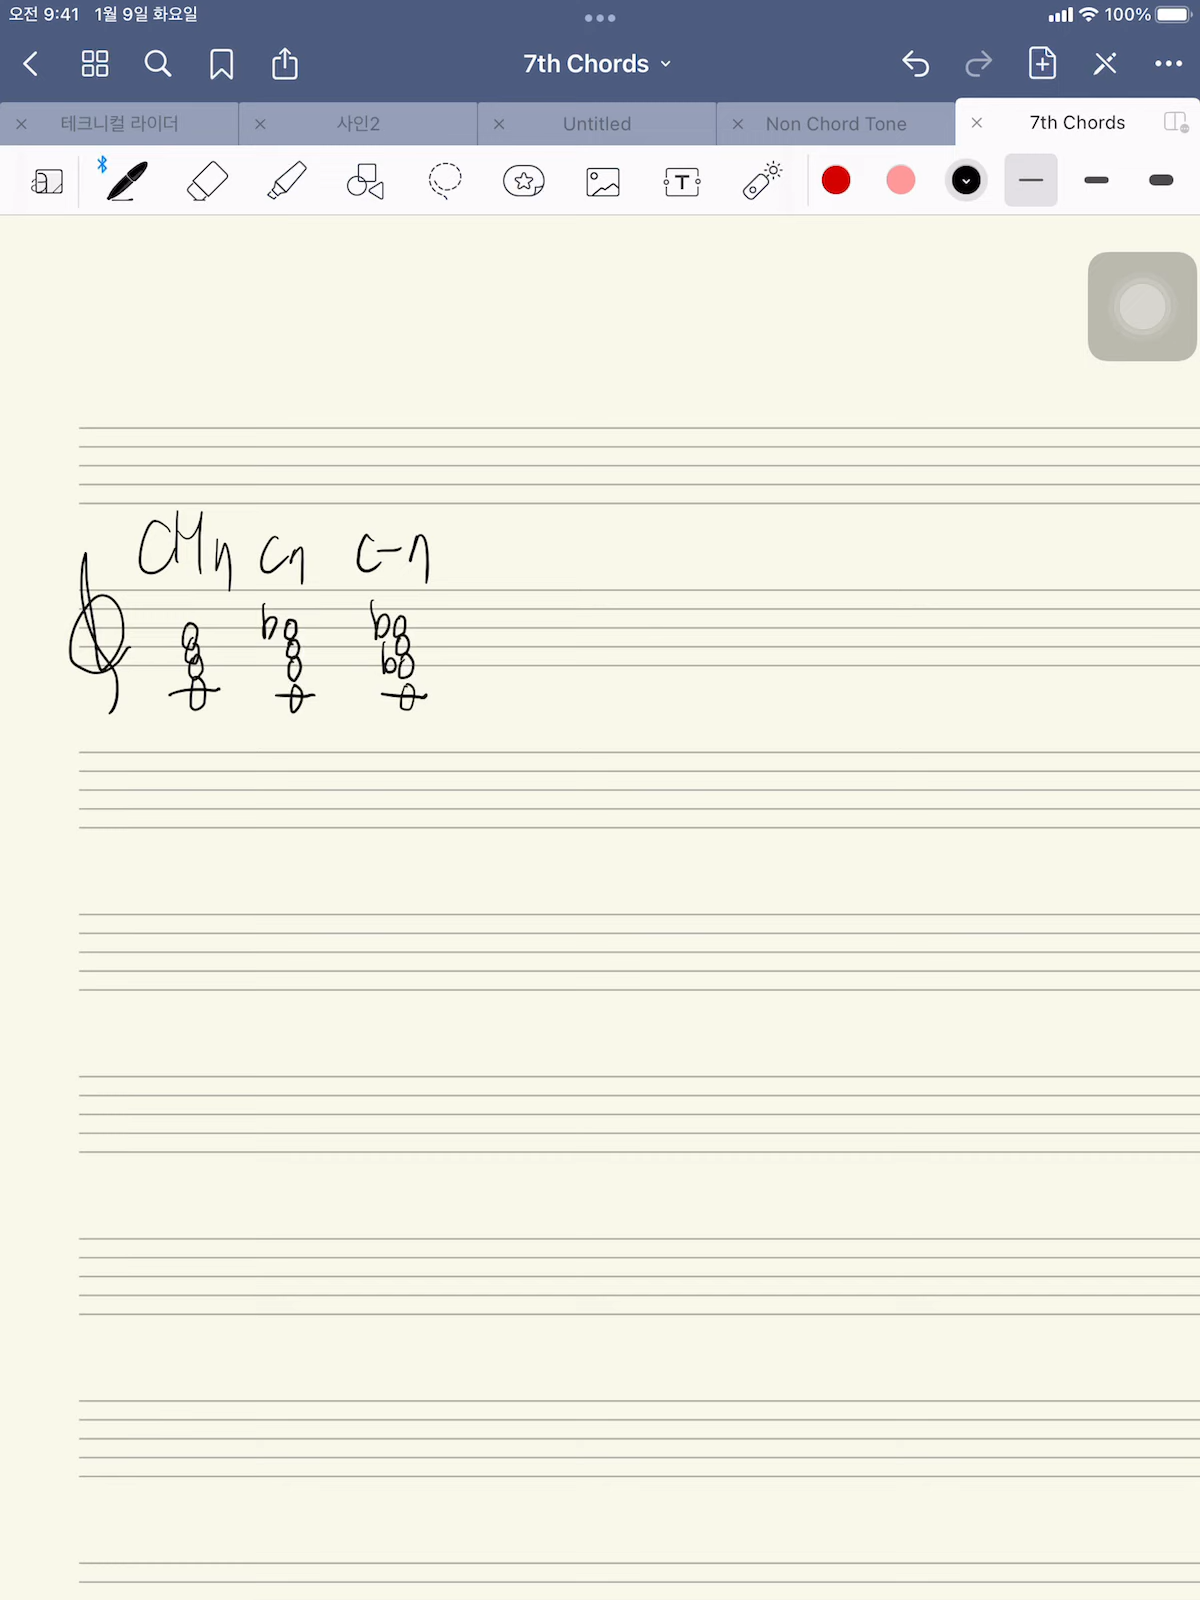 오전 9:41 1월 9일 화요일 100%
7th Chords
테크니컬 라이더 사인2 Untitled Non Chord Tone 7th Chords
T
CM7 C7 C-7
b b
b